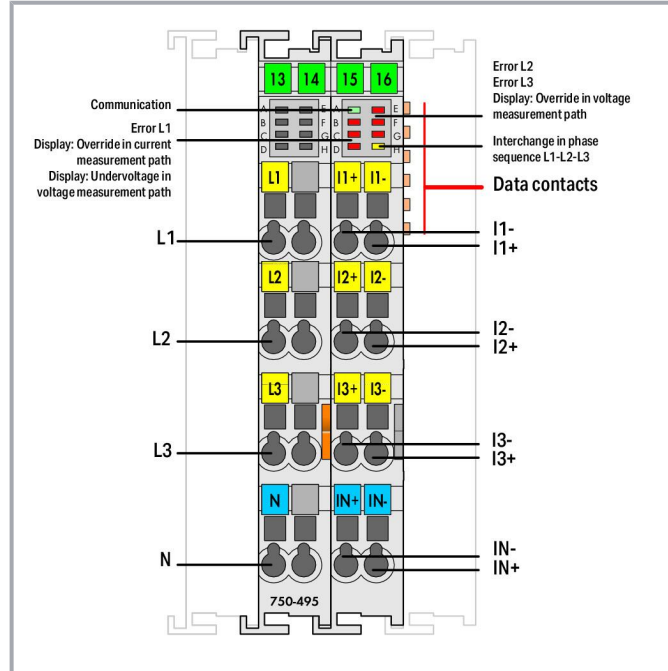 13 14 15 16
Communication
Error L1
Display: Override in current
measurement path
Display: Undervoltage in
voltage measurement path
Error L2
Error L3
Display: Override in voltage
measurement path
Interchange in phase
sequence L1-L2-L3
Data contacts
A E A E
B F B F
C G C G
D H D H
L1 I1+ I1-
L1
I1-
I1+
L2 I2+ I2-
L2
I2-
I2+
L3 I3+ I3-
L3
I3-
I3+
N IN+ IN-
N
IN-
IN+
750-495